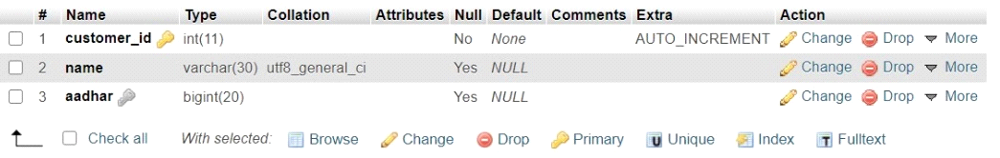 # Name Type Collation Attributes Null Default Comments Extra Action
1 customer_id int(11) No None AUTO_INCREMENT Change Drop More
2 name varchar(30) utf8_general_ci Yes NULL Change Drop More
3 aadhar bigint(20) Yes NULL Change Drop More
Check all With selected: Browse Change Drop Primary U Unique Index T Fulltext